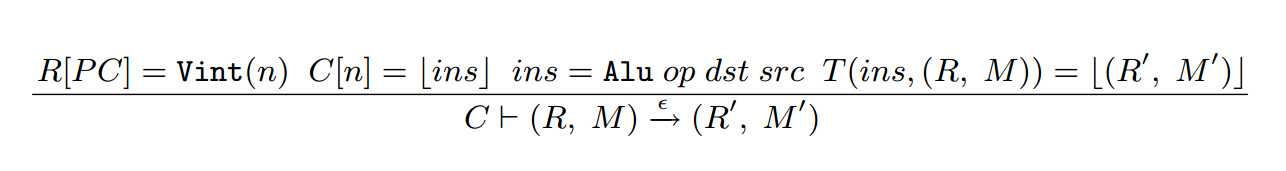 R[PC] = Vint(n) C[n] = ⌊ins⌋ ins = Alu op dst src T(ins, (R, M)) = ⌊(R′, M′)⌋
C ⊢ (R, M) →ϵ (R′, M′)